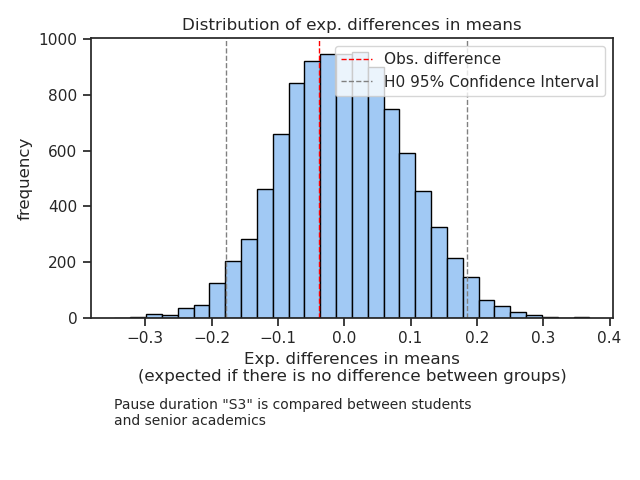 Distribution of exp. differences in means
1000
800
600
400
200
0
frequency
Obs. difference
H0 95% Confidence Interval
−0.3 −0.2 −0.1 0.0 0.1 0.2 0.3 0.4
Exp. differences in means
(expected if there is no difference between groups)
Pause duration "S3" is compared between students
and senior academics